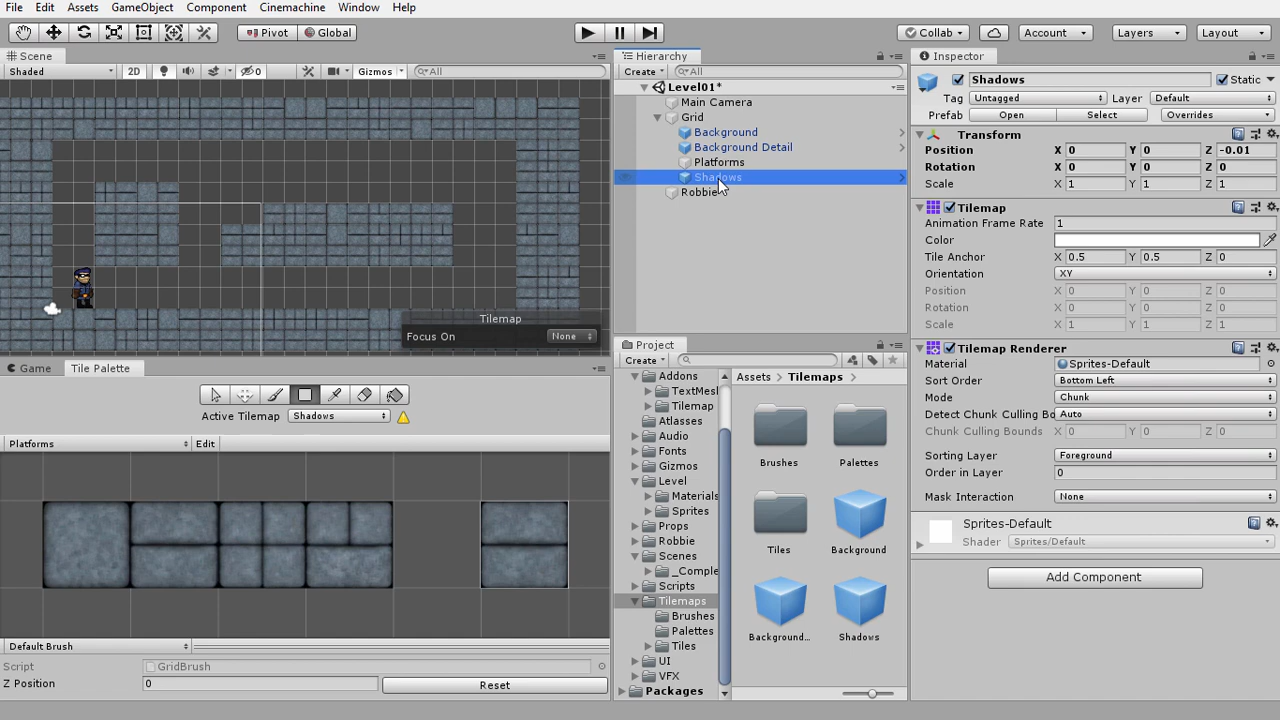 File Edit Assets GameObject Component Cinemachine Window Help
Pivot Global Collab Account Layers Layout
Scene
Shaded 2D 0 Gizmos All
Tilemap
Focus On None
Game Tile Palette
Active Tilemap Shadows
Platforms Edit
Default Brush
Script GridBrush
Z Position 0 Reset
Hierarchy
Create All
Level01*
Main Camera
Grid
Background
Background Detail
Platforms
Shadows
Robbie
Project
Create
Addons
TextMesl
Tilemap
Atlasses
Audio
Fonts
Gizmos
Level
Materials
Sprites
Props
Robbie
Scenes
_Comple
Scripts
Tilemaps
Brushes
Palettes
Tiles
UI
VFX
Packages
Assets Tilemaps
Brushes Palettes
Tiles Background
Background... Shadows
Inspector
Shadows Static
Tag Untagged Layer Default
Prefab Open Select Overrides
Transform
Position X 0 Y 0 Z -0.01
Rotation X 0 Y 0 Z 0
Scale X 1 Y 1 Z 1
Tilemap
Animation Frame Rate 1
Color
Tile Anchor X 0.5 Y 0.5 Z 0
Orientation XY
Position X 0 Y 0 Z 0
Rotation X 0 Y 0 Z 0
Scale X 1 Y 1 Z 1
Tilemap Renderer
Material Sprites-Default
Sort Order Bottom Left
Mode Chunk
Detect Chunk Culling Bo Auto
Chunk Culling Bounds X 0 Y 0 Z 0
Sorting Layer Foreground
Order in Layer 0
Mask Interaction None
Sprites-Default
Shader Sprites/Default
Add Component